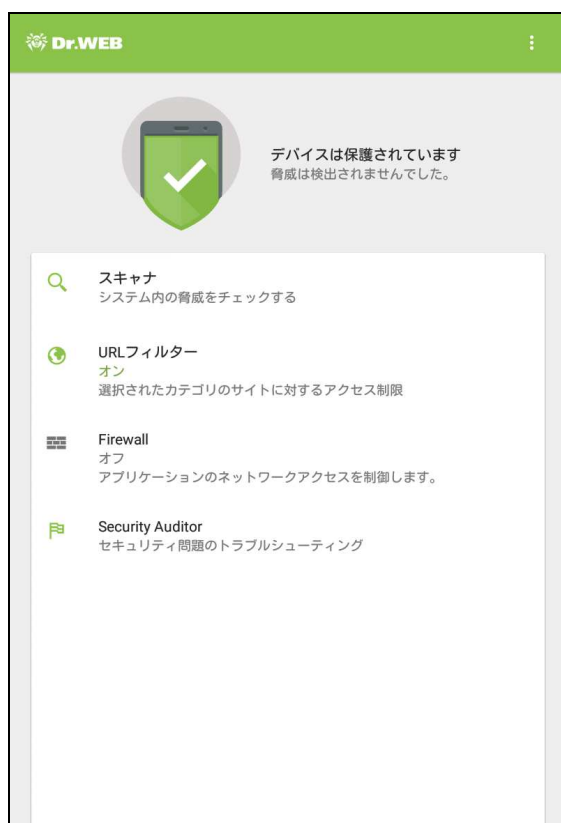 Dr.WEB
デバイスは保護されています
脅威は検出されませんでした。
スキャナ
システム内の脅威をチェックする
URLフィルター
オン
選択されたカテゴリのサイトに対するアクセス制限
Firewall
オフ
アプリケーションのネットワークアクセスを制御します。
Security Auditor
セキュリティ問題のトラブルシューティング